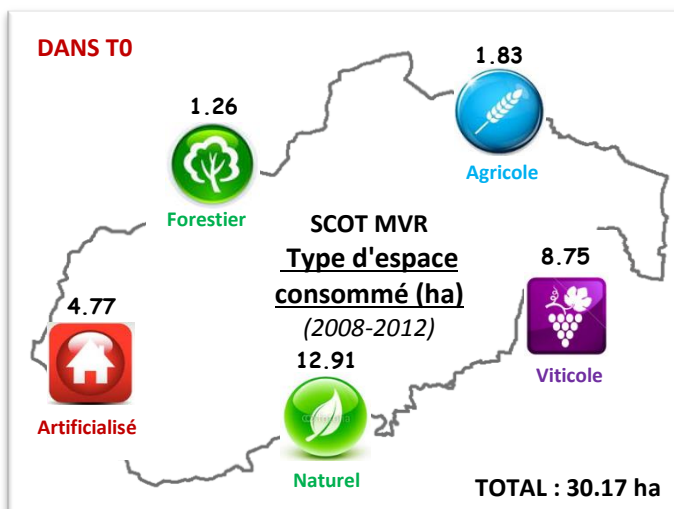 DANS T0
1.83
1.26
Agricole
Forestier
SCOT MVR
Type d'espace
consommé (ha)
(2008-2012)
8.75
4.77
12.91
Viticole
Artificialisé
Naturel
TOTAL : 30.17 ha